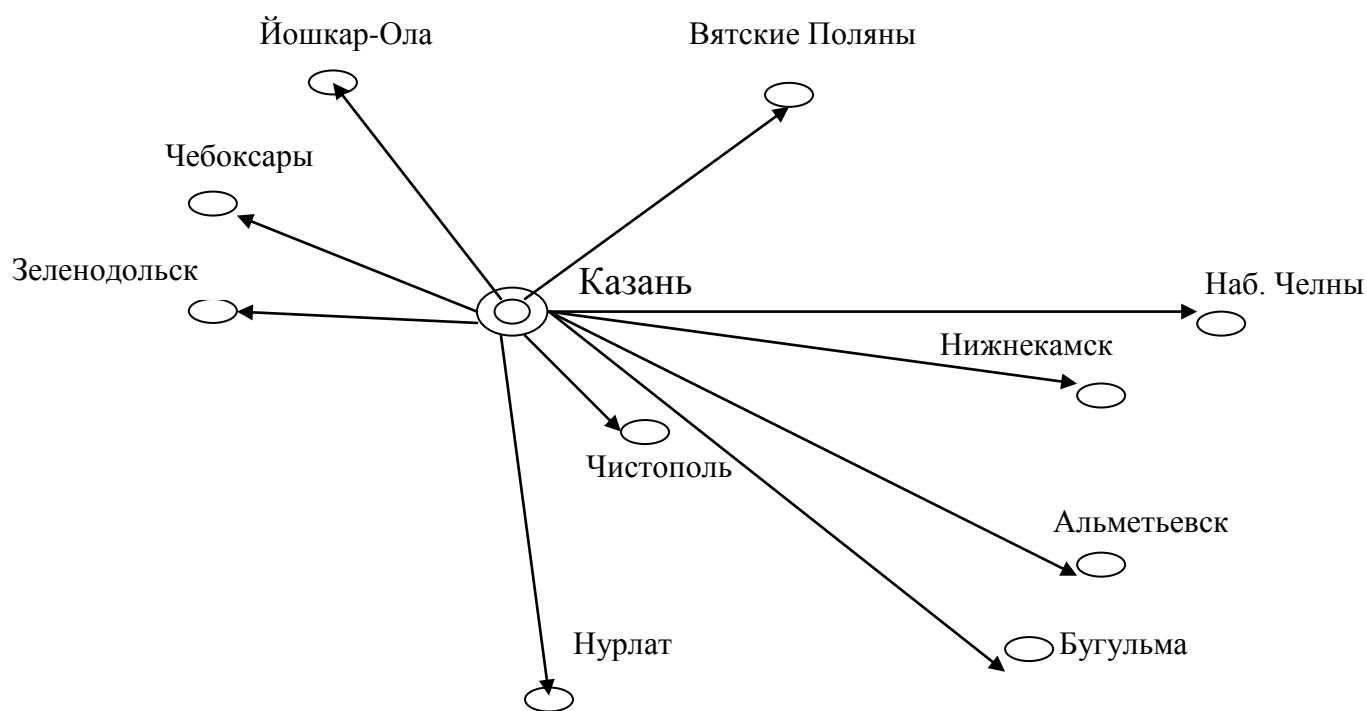 Йошкар-Ола
Вятские Поляны
Чебоксары
Зеленодольск
Казань
Наб. Челны
Нижнекамск
Чистополь
Альметьевск
Нурлат
Бугульма